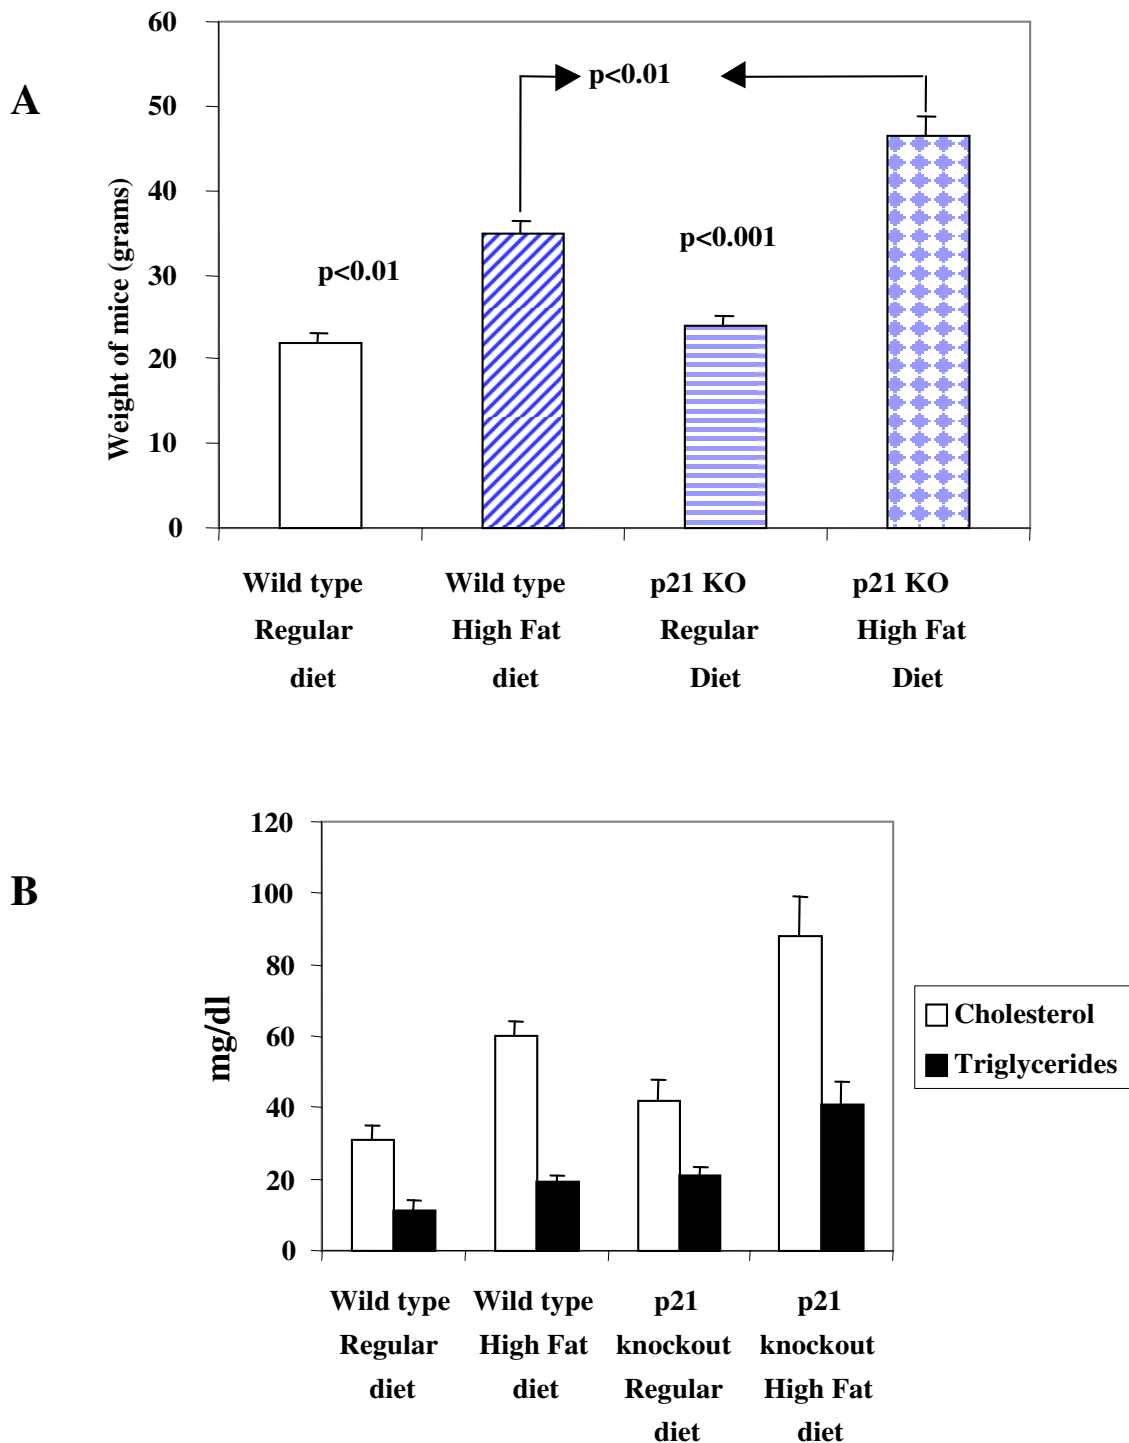 A
60
50
40
30
20
10
0
Weight of mice (grams)
p<0.01
p<0.01
p<0.001
Wild type
Regular
diet
Wild type
High Fat
diet
p21 KO
Regular
Diet
p21 KO
High Fat
Diet
B
120
100
80
60
40
20
0
mg/dl
Cholesterol
Triglycerides
Wild type
Regular
diet
Wild type
High Fat
diet
p21
knockout
Regular
diet
p21
knockout
High Fat
diet